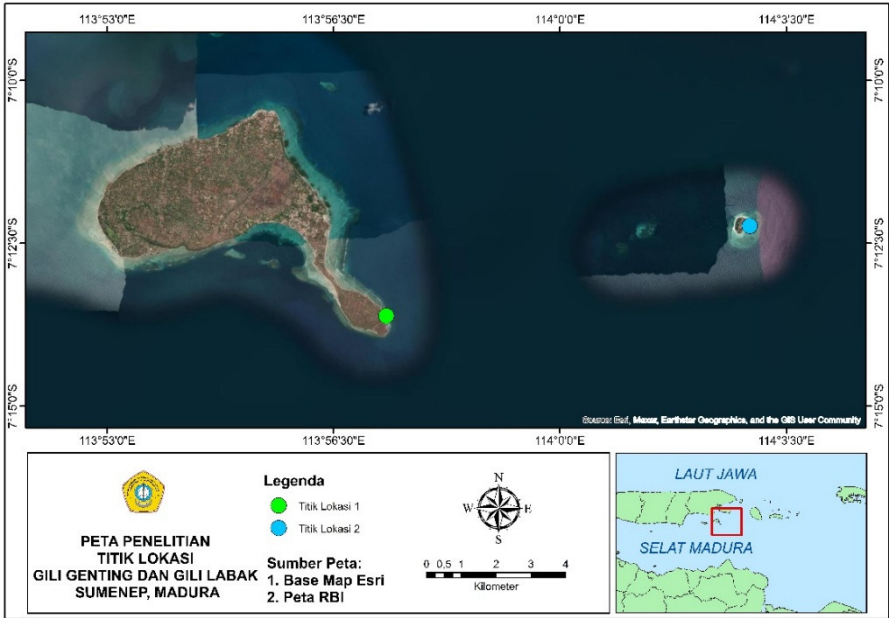 113°53'0"E 113°56'30"E 114°0'0"E 114°3'30"E
7°10'0"S 7°10'0"S
7°12'30"S 7°12'30"S
7°15'0"S 7°15'0"S
Source: Esri, Maxar, Earthstar Geographics, and the GIS User Community
113°53'0"E 113°56'30"E 114°0'0"E 114°3'30"E
PETA PENELITIAN
TITIK LOKASI
GILI GENTING DAN GILI LABAK
SUMENEP, MADURA
Legenda
Titik Lokasi 1
Titik Lokasi 2
Sumber Peta:
1. Base Map Esri
2. Peta RBI
N
W E
S
0 0,5 1 2 3 4
Kilometer
LAUT JAWA
SELAT MADURA